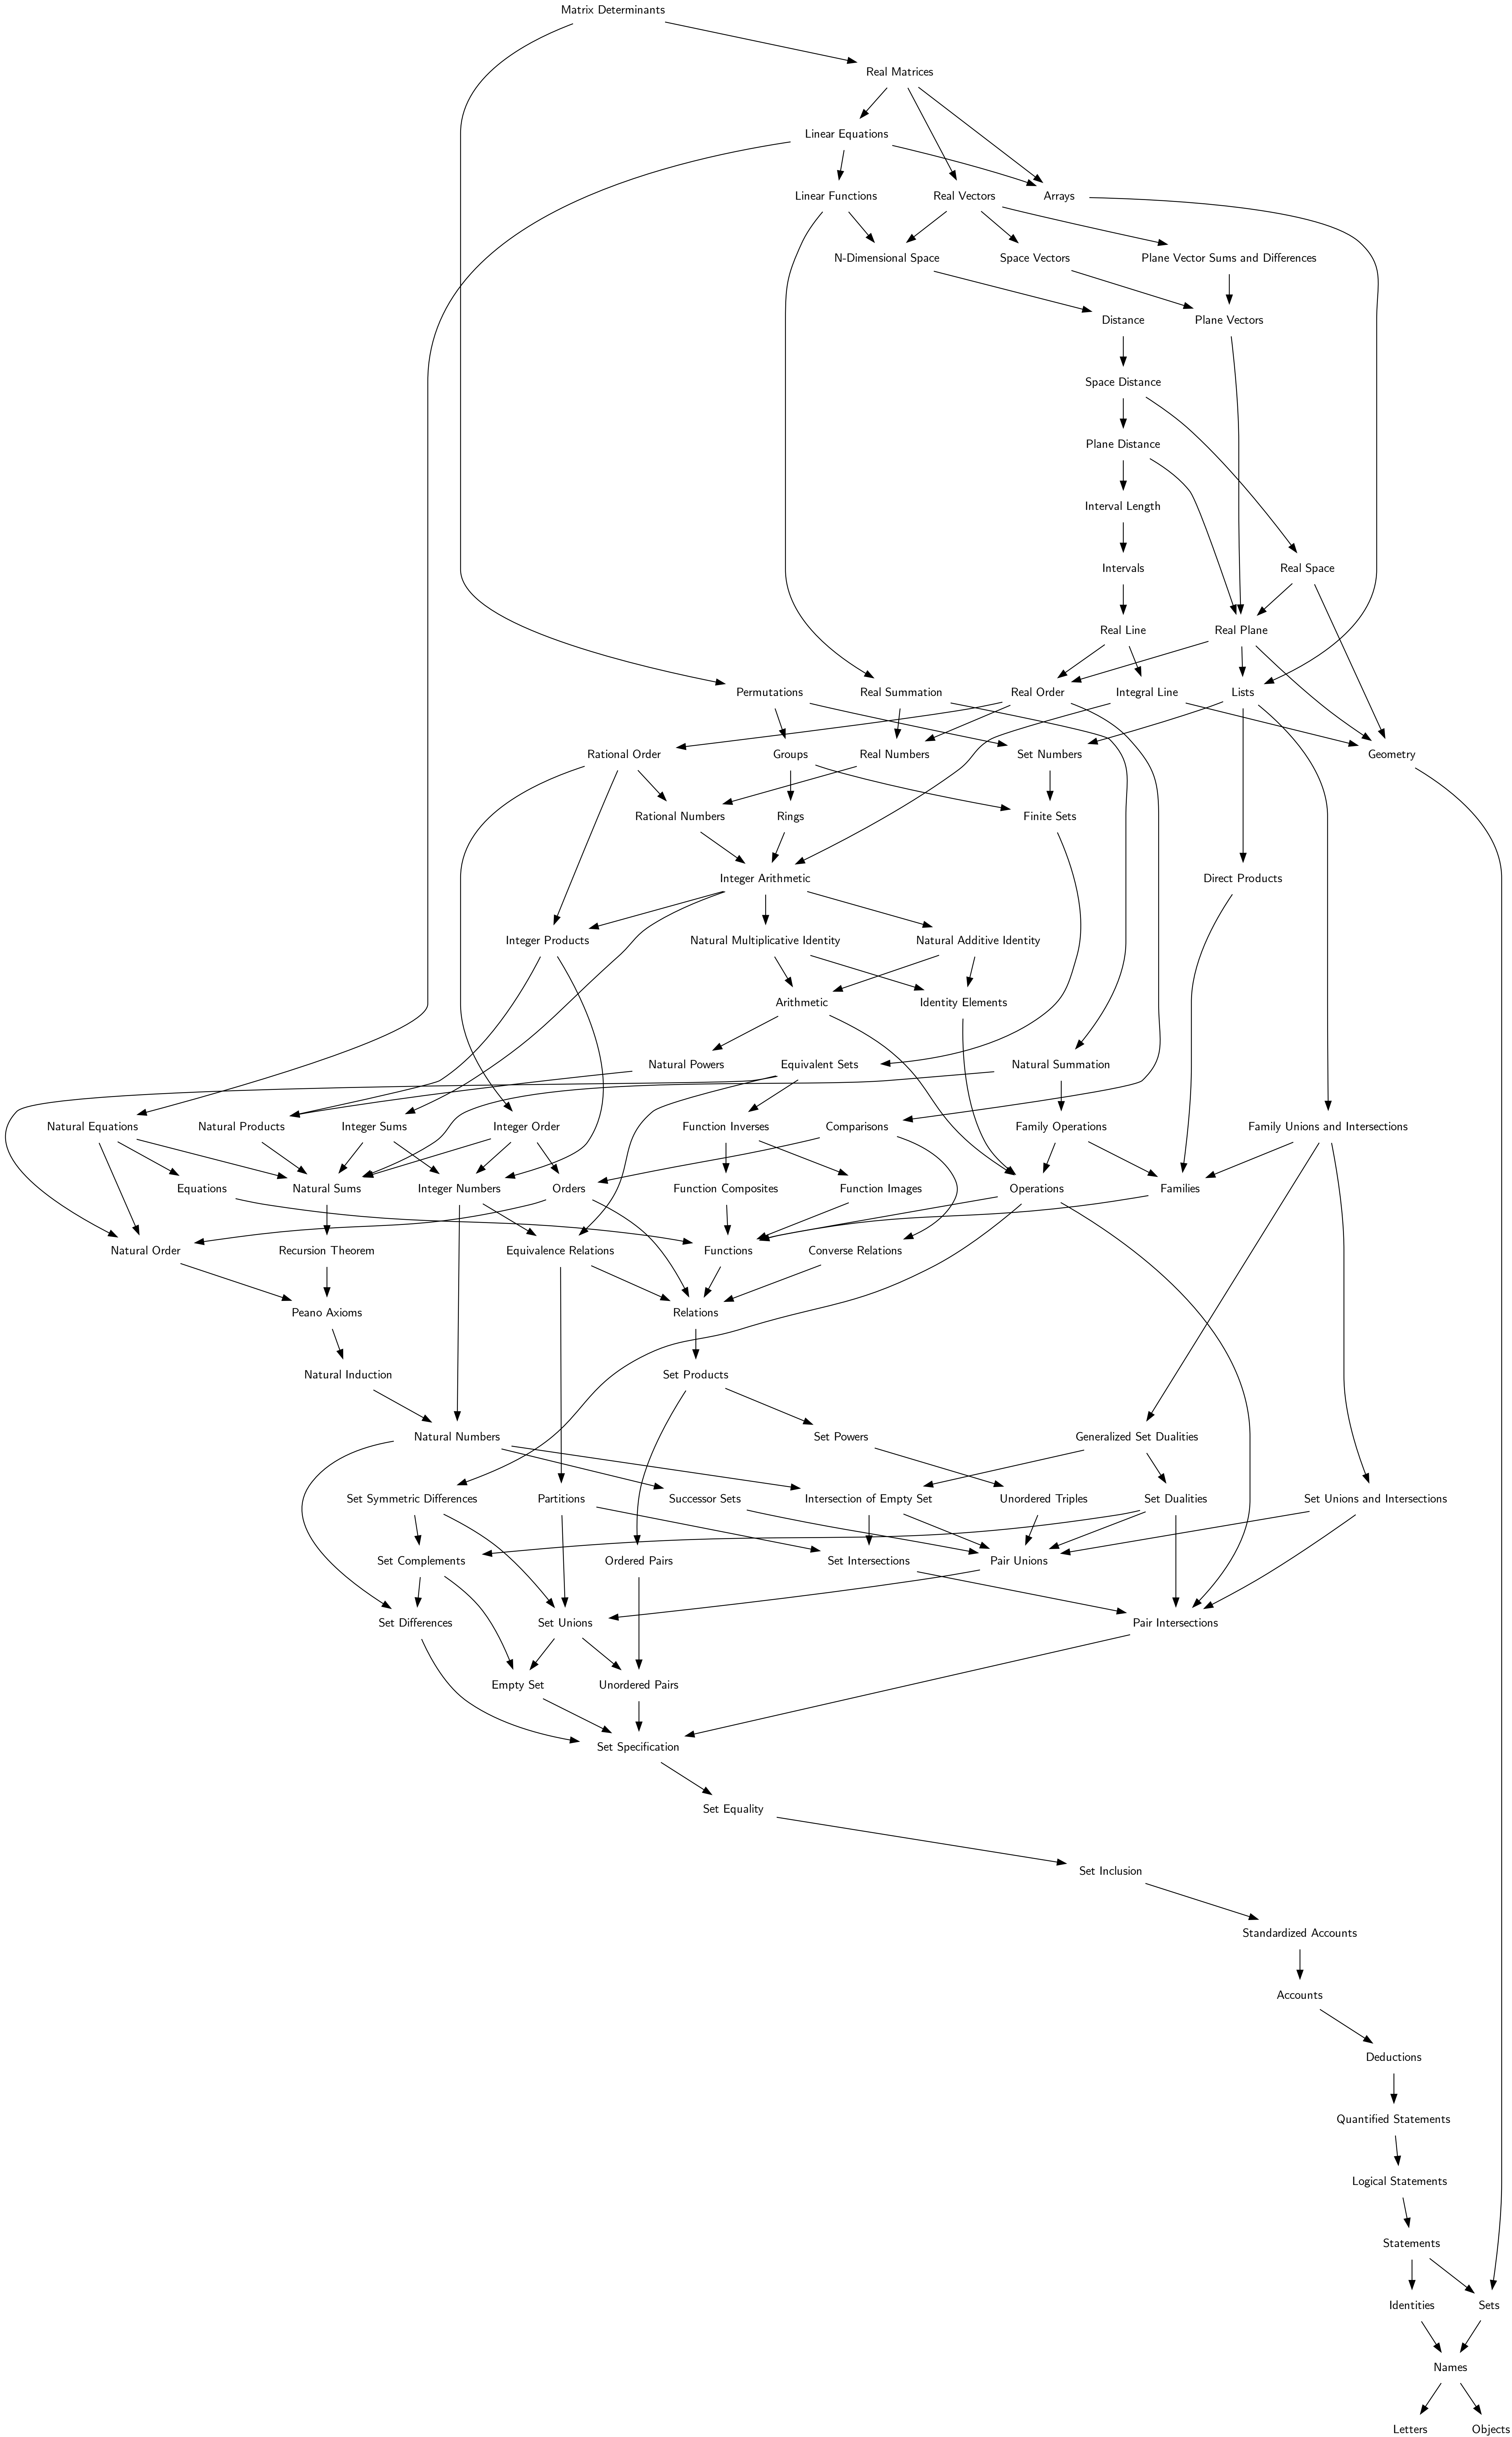 Matrix Determinants
Real Matrices
Linear Equations
Linear Functions
Real Vectors
Arrays
N-Dimensional Space
Space Vectors
Plane Vector Sums and Differences
Distance
Plane Vectors
Space Distance
Plane Distance
Interval Length
Intervals
Real Space
Real Line
Real Plane
Permutations
Real Summation
Real Order
Integral Line
Lists
Rational Order
Groups
Real Numbers
Set Numbers
Geometry
Rational Numbers
Rings
Finite Sets
Integer Arithmetic
Direct Products
Integer Products
Natural Multiplicative Identity
Natural Additive Identity
Arithmetic
Identity Elements
Natural Powers
Equivalent Sets
Natural Summation
Natural Equations
Natural Products
Integer Sums
Integer Order
Function Inverses
Comparisons
Family Operations
Family Unions and Intersections
Equations
Natural Sums
Integer Numbers
Orders
Function Composites
Function Images
Operations
Families
Natural Order
Recursion Theorem
Equivalence Relations
Functions
Converse Relations
Peano Axioms
Relations
Natural Induction
Set Products
Natural Numbers
Set Powers
Generalized Set Dualities
Set Symmetric Differences
Partitions
Successor Sets
Intersection of Empty Set
Unordered Triples
Set Dualities
Set Unions and Intersections
Set Complements
Ordered Pairs
Set Intersections
Pair Unions
Set Differences
Set Unions
Pair Intersections
Empty Set
Unordered Pairs
Set Specification
Set Equality
Set Inclusion
Standardized Accounts
Accounts
Deductions
Quantified Statements
Logical Statements
Statements
Identities
Sets
Names
Letters
Objects